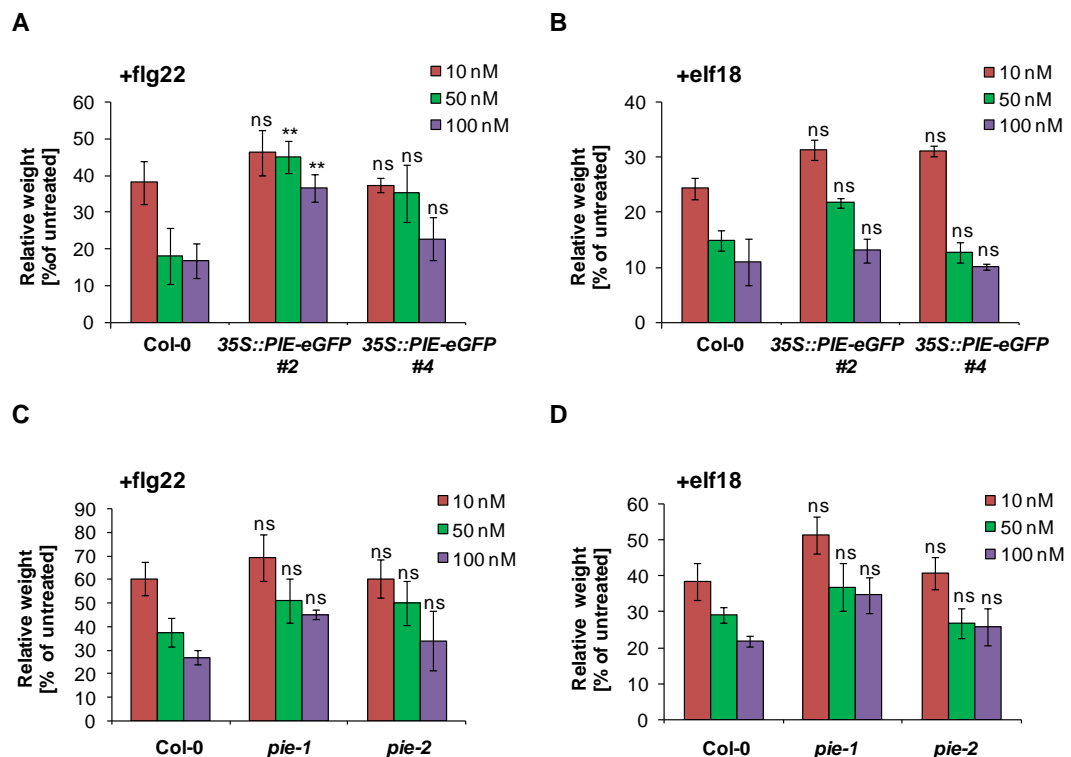 A
+flg22
10 nM
50 nM
100 nM
Relative weight
[%of untreated]
60
50
40
30
20
10
0
ns
**
**
ns
ns
ns
Col-0
35S::PIE-eGFP
#2
35S::PIE-eGFP
#4
B
+elf18
10 nM
50 nM
100 nM
Relative weight
[% of untreated]
40
30
20
10
0
ns
ns
ns
ns
ns
ns
Col-0
35S::PIE-eGFP
#2
35S::PIE-eGFP
#4
C
+flg22
10 nM
50 nM
100 nM
Relative weight
[% of untreated]
90
80
70
60
50
40
30
20
10
0
ns
ns
ns
ns
ns
ns
Col-0
pie-1
pie-2
D
+elf18
10 nM
50 nM
100 nM
Relative weight
[% of untreated]
60
50
40
30
20
10
0
ns
ns
ns
ns
ns
ns
Col-0
pie-1
pie-2